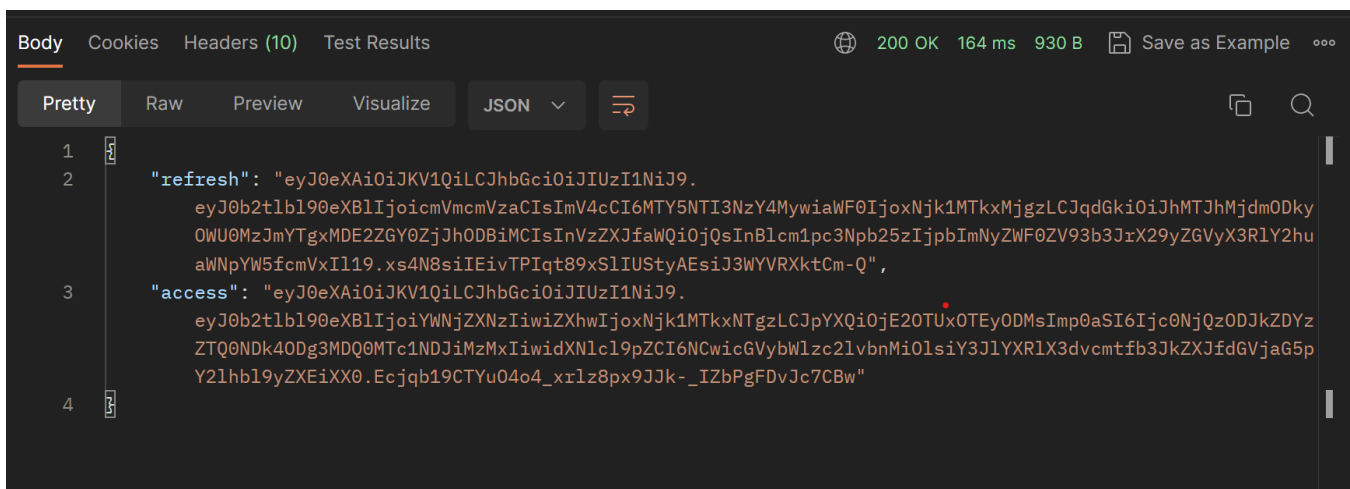 Body Cookies Headers (10) Test Results 200 OK 164 ms 930 B Save as Example
Pretty Raw Preview Visualize JSON
1 {
2 "refresh": "eyJ0eXAiOiJKV1QiLCJhbGciOiJIUzI1NiJ9.
eyJ0b2tlbl90eXBlIjoicmVmcmVzaCIsImV4cCI6MTY5NTI3NzY4MywiaWF0IjoxNjk1MTkxMjgzLCJqdGkiOiJhMTJhMjdmODky
OWU0MzJmYTgxMDE2ZGY0ZjJhODBiMCIsInVzZXJfaWQiOjQsInBlcm1pc3Npb25zIjpbImNyZWF0ZV93b3JrX29yZGVyX3RlY2hu
aWNpYW5fcmVxIl19.xs4N8siIEivTPIqt89xSlIUStyAEsiJ3WYVRXktCm-Q",
3 "access": "eyJ0eXAiOiJKV1QiLCJhbGciOiJIUzI1NiJ9.
eyJ0b2tlbl90eXBlIjoiYWNjZXNzIiwiZXhwIjoxNjk1MTkxNTgzLCJpYXQiOjE2OTUxOTEyODMsImp0aSI6Ijc0NjQzODJkZDYz
ZTQ0NDk4ODg3MDQ0MTc1NDJiMzMxIiwidXNlcl9pZCI6NCwicGVybWlzc2lvbnMiOlsiY3JlYXRlX3dvcmtfb3JkZXJfdGVjaG5p
Y2lhbl9yZXEiXX0.Ecjqb19CTYuO4o4_xrlz8px9JJk-_IZbPgFDvJc7CBw"
4 }